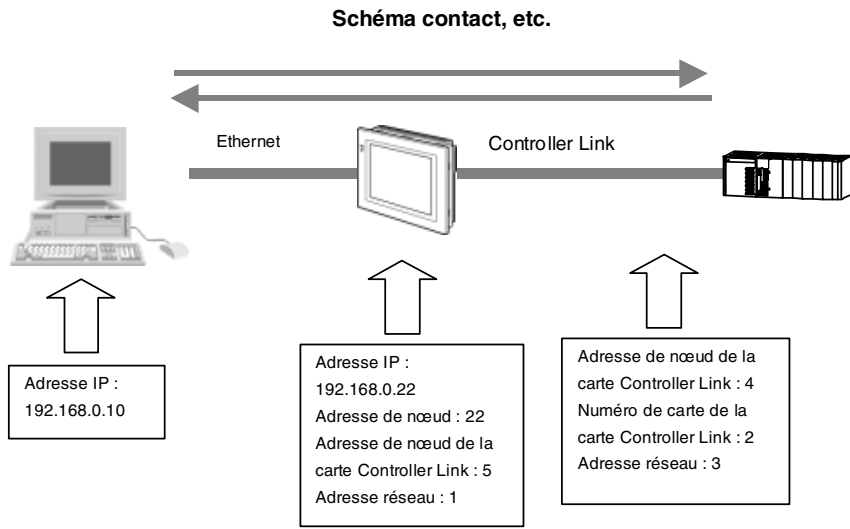 Schéma contact, etc.
Ethernet
Controller Link
Adresse IP :
192.168.0.10
Adresse IP :
192.168.0.22
Adresse de nœud : 22
Adresse de nœud de la
carte Controller Link : 5
Adresse réseau : 1
Adresse de nœud de la
carte Controller Link : 4
Numéro de carte de la
carte Controller Link : 2
Adresse réseau : 3